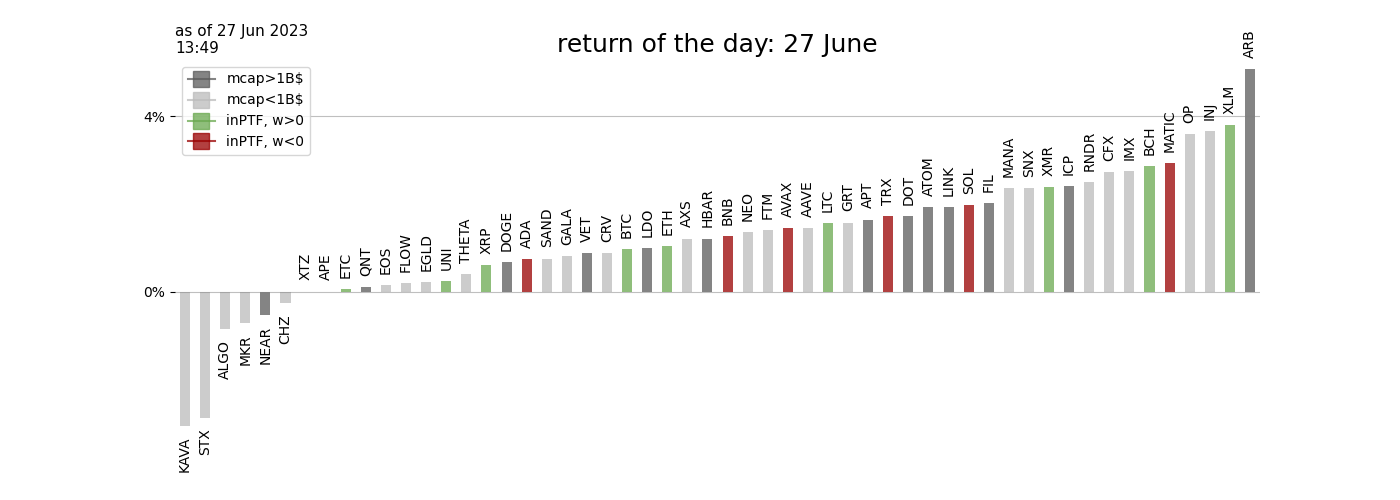 as of 27 Jun 2023
13:49
return of the day: 27 June
mcap>1B$
mcap<1B$
inPTF, w>0
inPTF, w<0
4%
0%
KAVA
STX
ALGO
MKR
NEAR
CHZ
XTZ
APE
ETC
QNT
EOS
FLOW
EGLD
UNI
THETA
XRP
DOGE
ADA
SAND
GALA
VET
CRV
BTC
LDO
ETH
AXS
HBAR
BNB
NEO
FTM
AVAX
AAVE
LTC
GRT
APT
TRX
DOT
ATOM
LINK
SOL
FIL
MANA
SNX
XMR
ICP
RNDR
CFX
IMX
BCH
MATIC
OP
INJ
XLM
ARB